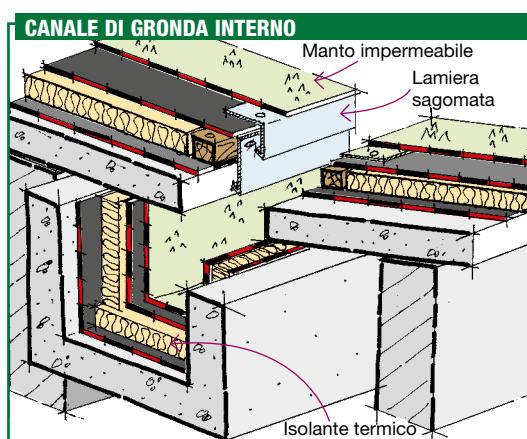 CANALE DI GRONDA INTERNO
Manto impermeabile
Lamiera
sagomata
Isolante termico